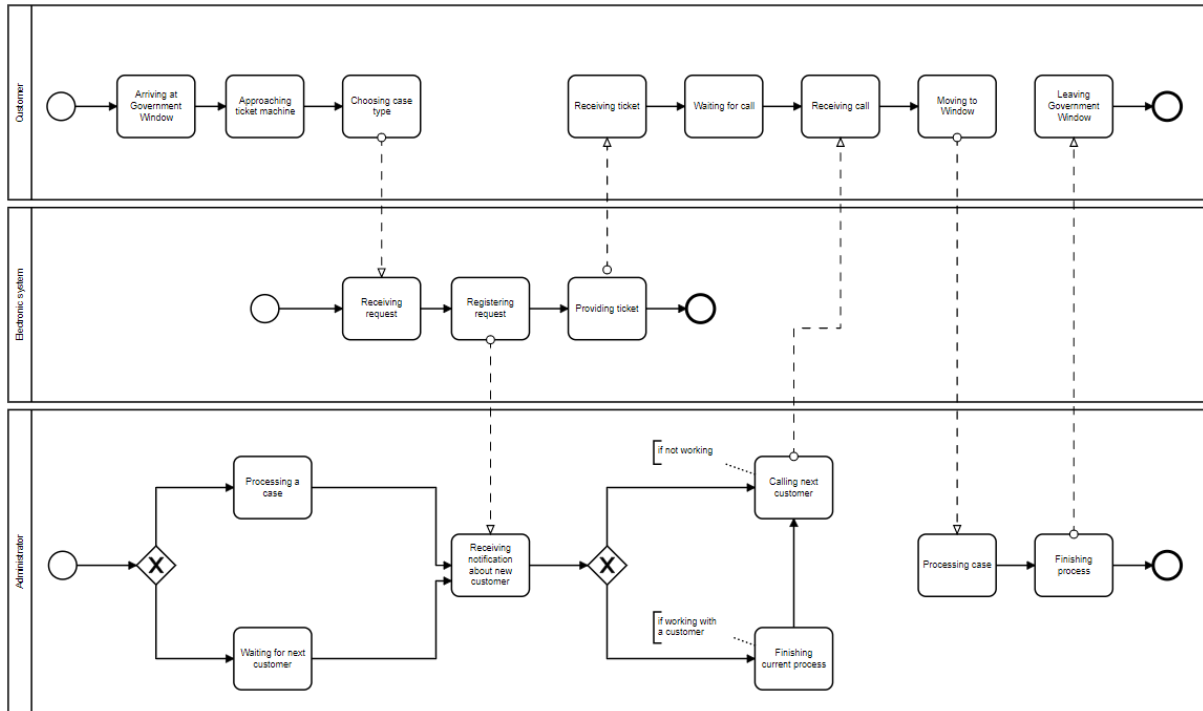 Customer
Arriving at
Government
Window
Approaching
ticket machine
Choosing case
type
Receiving ticket
Waiting for call
Receiving call
Moving to
Window
Leaving
Government
Window
Electronic system
Receiving
request
Registering
request
Providing ticket
Administrator
Processing a
case
Waiting for next
customer
Receiving
notification
about new
customer
if not working
Calling next
customer
if working with
a customer
Finishing
current process
Processing case
Finishing
process